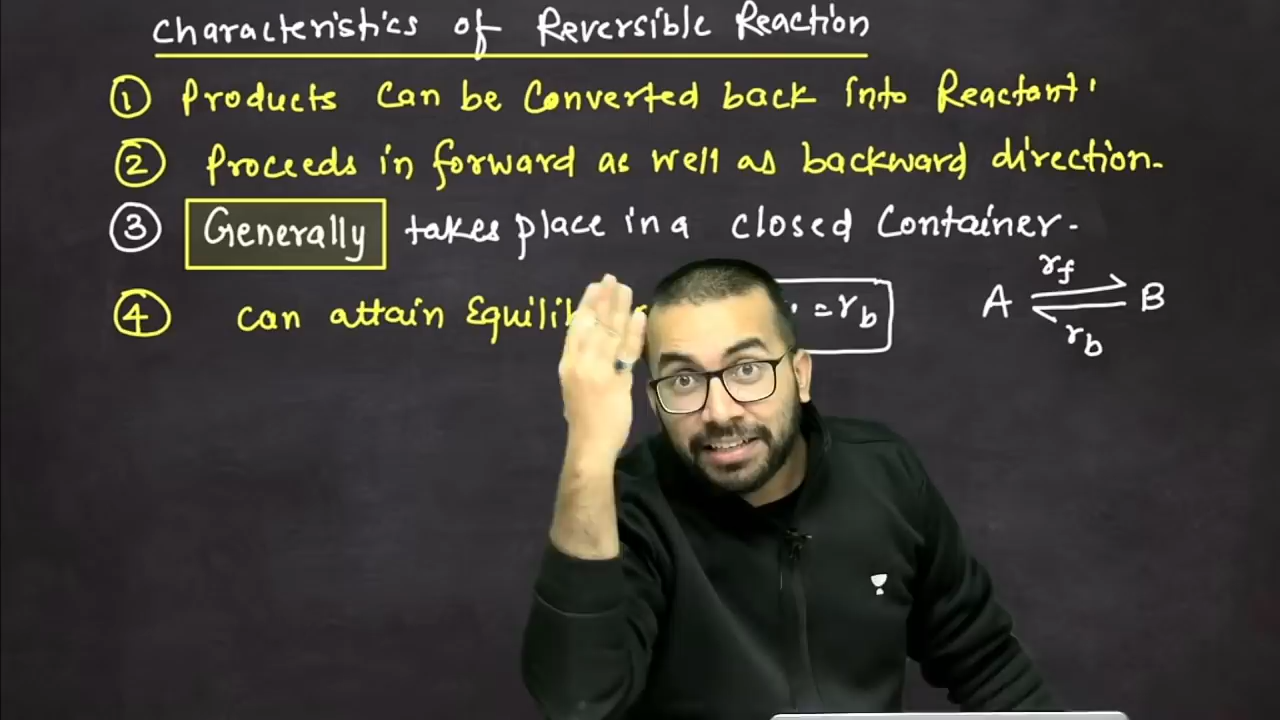 Characteristics of Reversible Reaction
① Products can be Converted back into Reactant'
② Proceeds in forward as well as backward direction.
③ Generally takes place in a closed Container.
④ can attain = rb
A ⇌ B
rf
rb